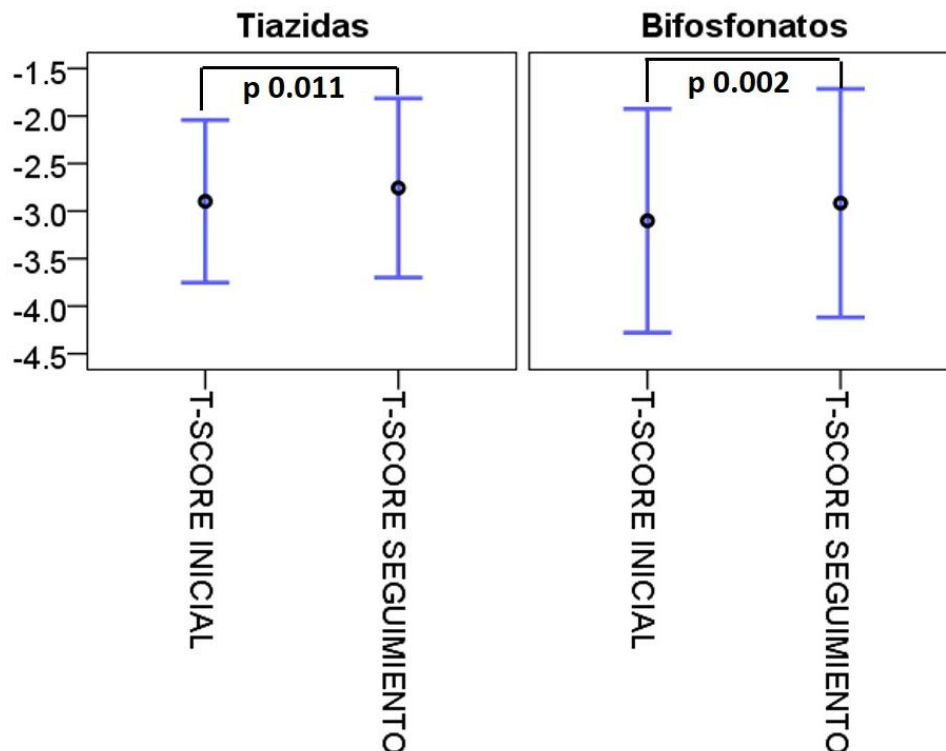 Tiazidas
Bifosfonatos
-1.5
-2.0
-2.5
-3.0
-3.5
-4.0
-4.5
p 0.011
p 0.002
T-SCORE INICIAL
T-SCORE SEGUIMIENTO
T-SCORE INICIAL
T-SCORE SEGUIMIENTO